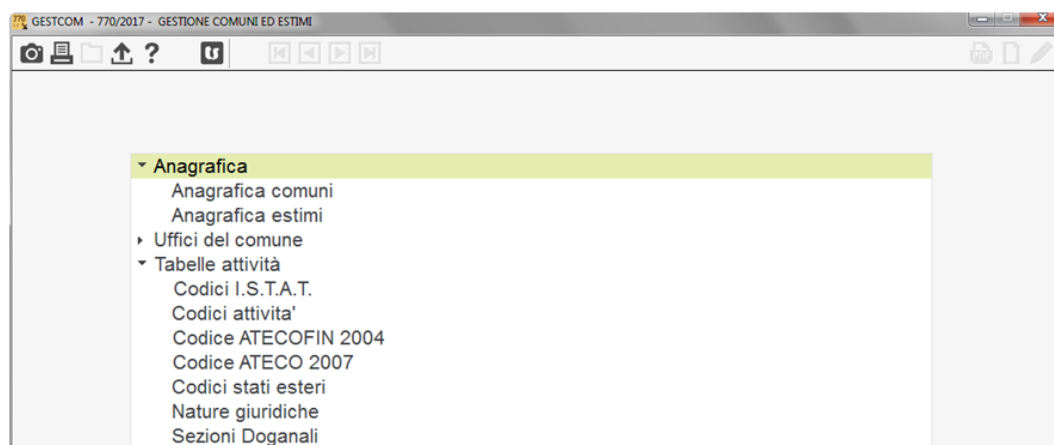 GESTCOM - 770/2017 - GESTIONE COMUNI ED ESTIMI
Anagrafica
Anagrafica comuni
Anagrafica estimi
Uffici del comune
Tabelle attività
Codici I.S.T.A.T.
Codici attivita'
Codice ATECOFIN 2004
Codice ATECO 2007
Codici stati esteri
Nature giuridiche
Sezioni Doganali